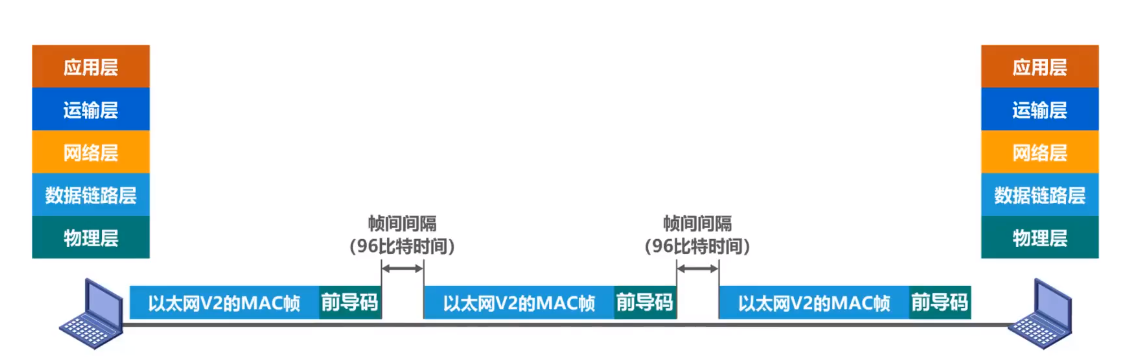 应用层
运输层
网络层
数据链路层
物理层
应用层
运输层
网络层
数据链路层
物理层
帧间间隔
（96比特时间）
帧间间隔
（96比特时间）
以太网V2的MAC帧
前导码
以太网V2的MAC帧
前导码
以太网V2的MAC帧
前导码